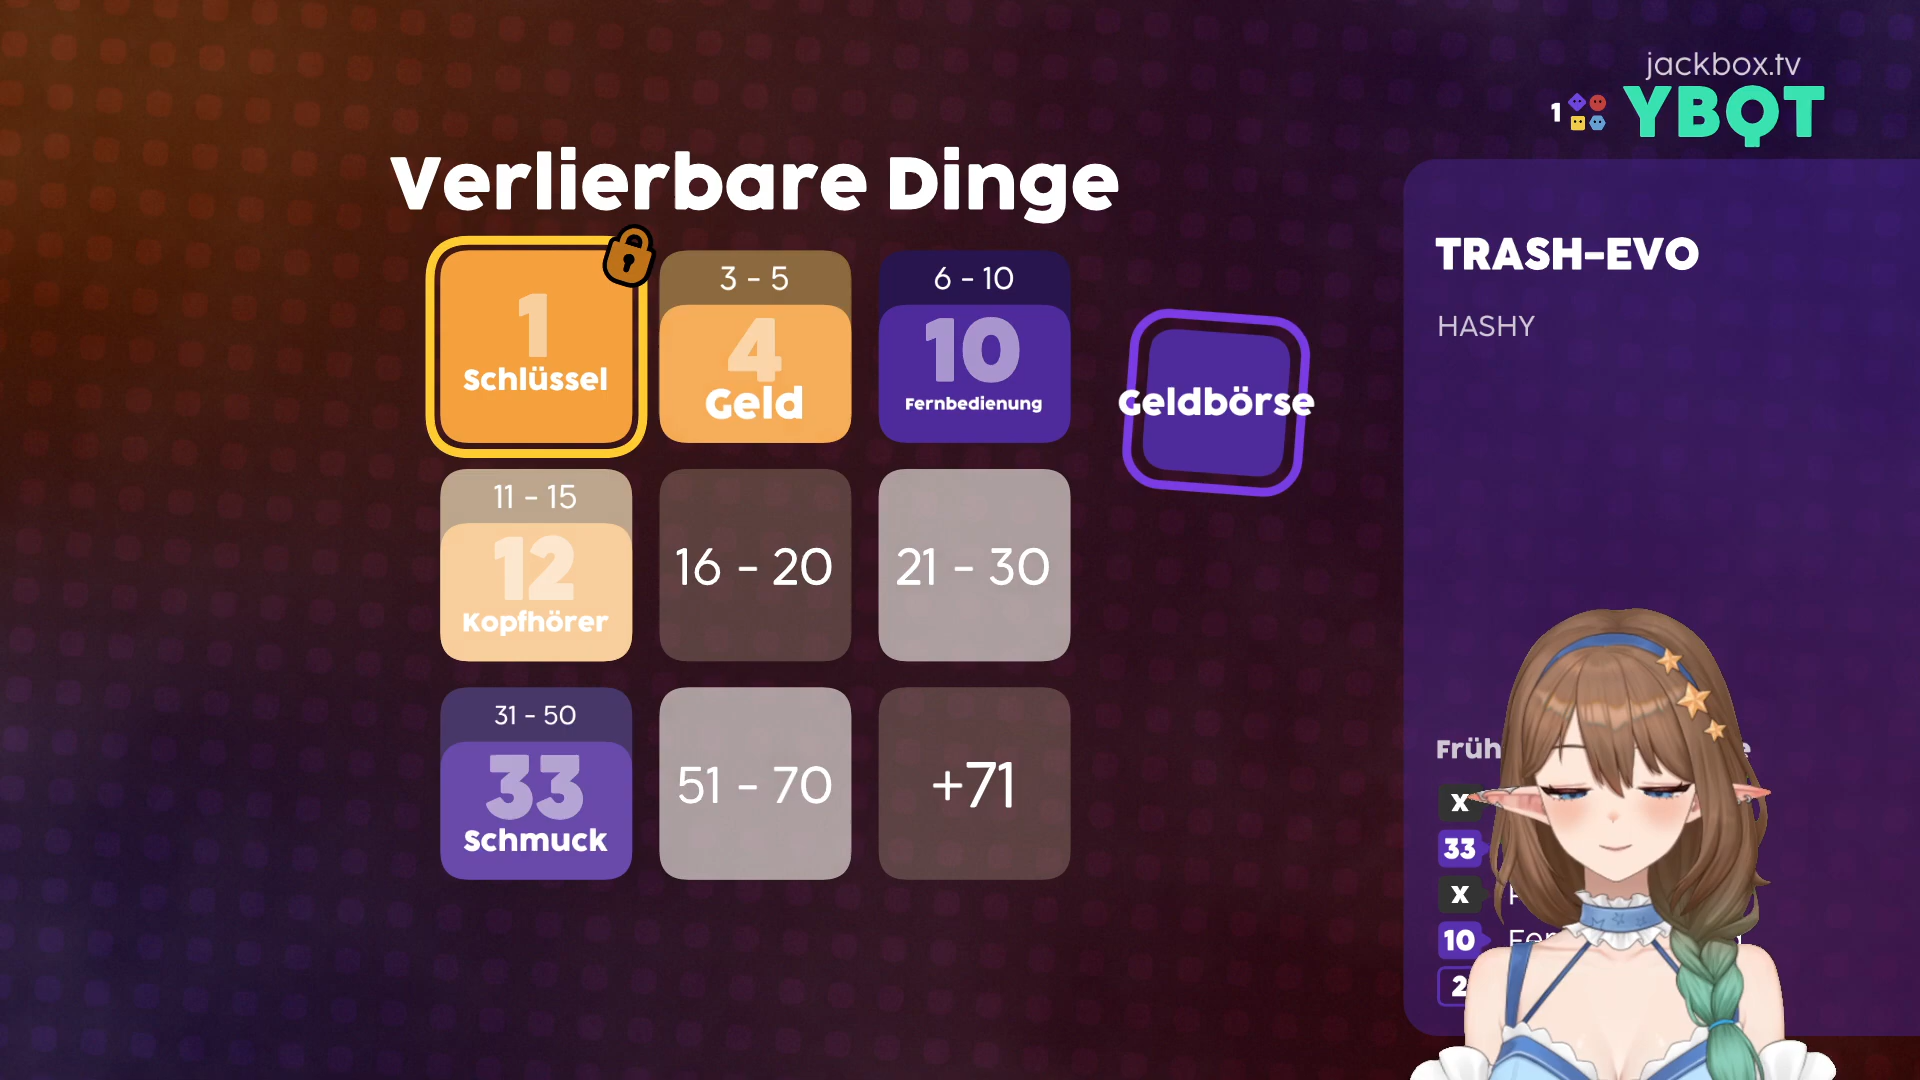 jackbox.tv
1 YBQT
Verlierbare Dinge
1
Schlüssel
3 - 5
4
Geld
6 - 10
10
Fernbedienung
Geldbörse
11 - 15
12
Kopfhörer
16 - 20
21 - 30
31 - 50
33
Schmuck
51 - 70
+71
TRASH-EVO
HASHY
X
33
X
10
2